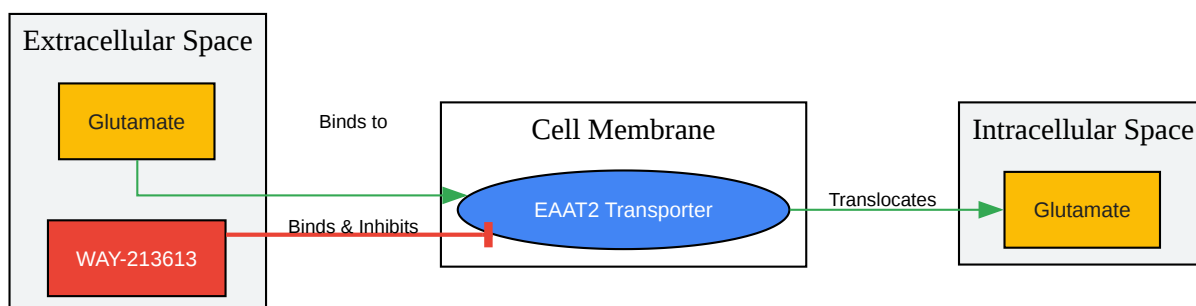 Extracellular Space
Glutamate
WAY-213613
Binds to
Binds & Inhibits
Cell Membrane
EAAT2 Transporter
Translocates
Intracellular Space
Glutamate